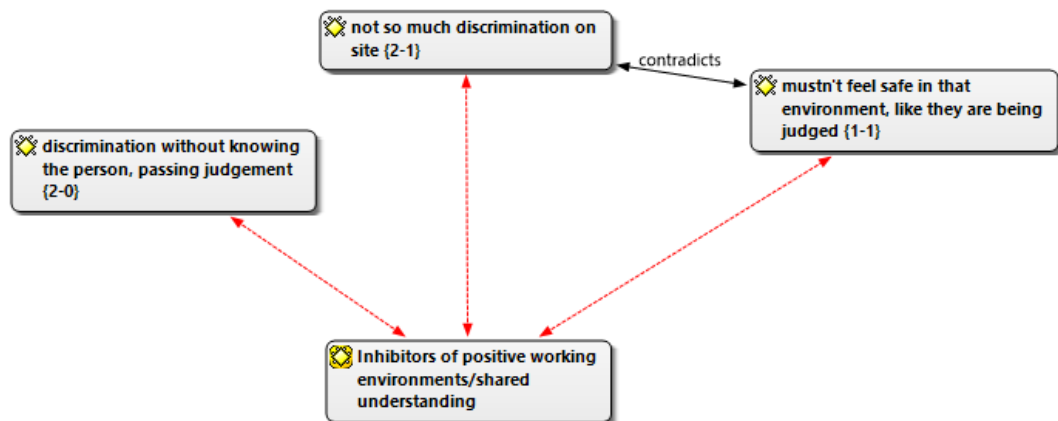 not so much discrimination on
site {2-1}
contradicts
mustn't feel safe in that
environment, like they are being
judged {1-1}
discrimination without knowing
the person, passing judgement
{2-0}
Inhibitors of positive working
environments/shared
understanding